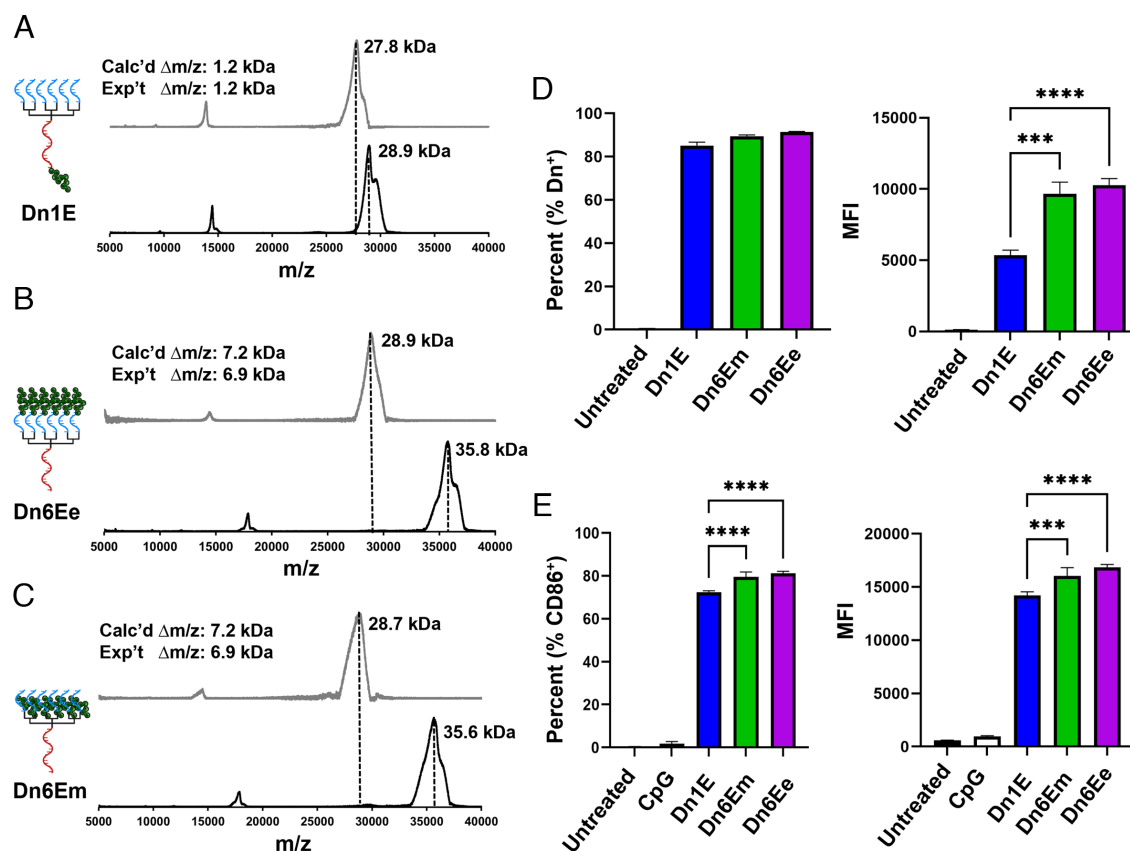 A
Calc'd Δm/z: 1.2 kDa
Exp't Δm/z: 1.2 kDa
27.8 kDa
28.9 kDa
Dn1E
5000 10000 15000 20000 25000 30000 35000 40000
m/z
B
Calc'd Δm/z: 7.2 kDa
Exp't Δm/z: 6.9 kDa
28.9 kDa
35.8 kDa
Dn6Ee
5000 10000 15000 20000 25000 30000 35000 40000
m/z
C
Calc'd Δm/z: 7.2 kDa
Exp't Δm/z: 6.9 kDa
28.7 kDa
35.6 kDa
Dn6Em
5000 10000 15000 20000 25000 30000 35000 40000
m/z
D
Percent (% Dn⁺)
100
80
60
40
20
0
Untreated
Dn1E
Dn6Em
Dn6Ee
MFI
15000
10000
5000
0
****
***
Untreated
Dn1E
Dn6Em
Dn6Ee
E
Percent (% CD86⁺)
100
80
60
40
20
0
****
****
Untreated
CpG
Dn1E
Dn6Em
Dn6Ee
MFI
20000
15000
10000
5000
0
****
***
Untreated
CpG
Dn1E
Dn6Em
Dn6Ee